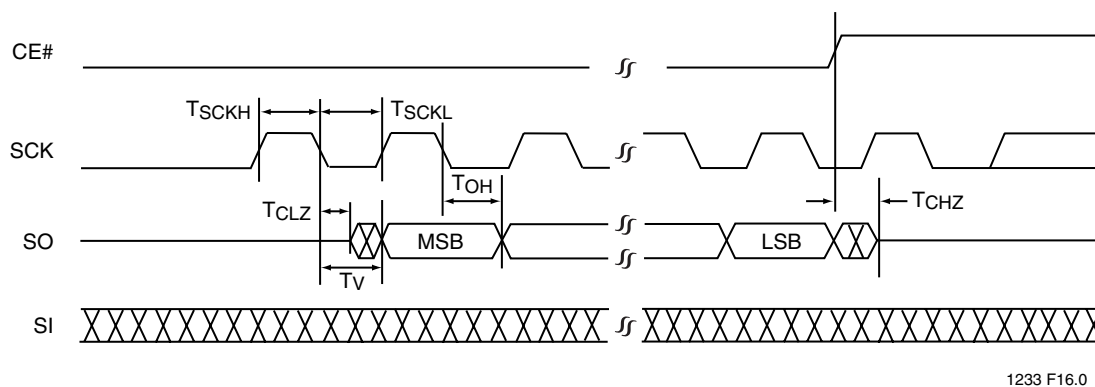 CE#
TSCKH
TSCKL
SCK
TOH
TCLZ
TCHZ
SO
MSB
LSB
TV
SI
1233 F16.0